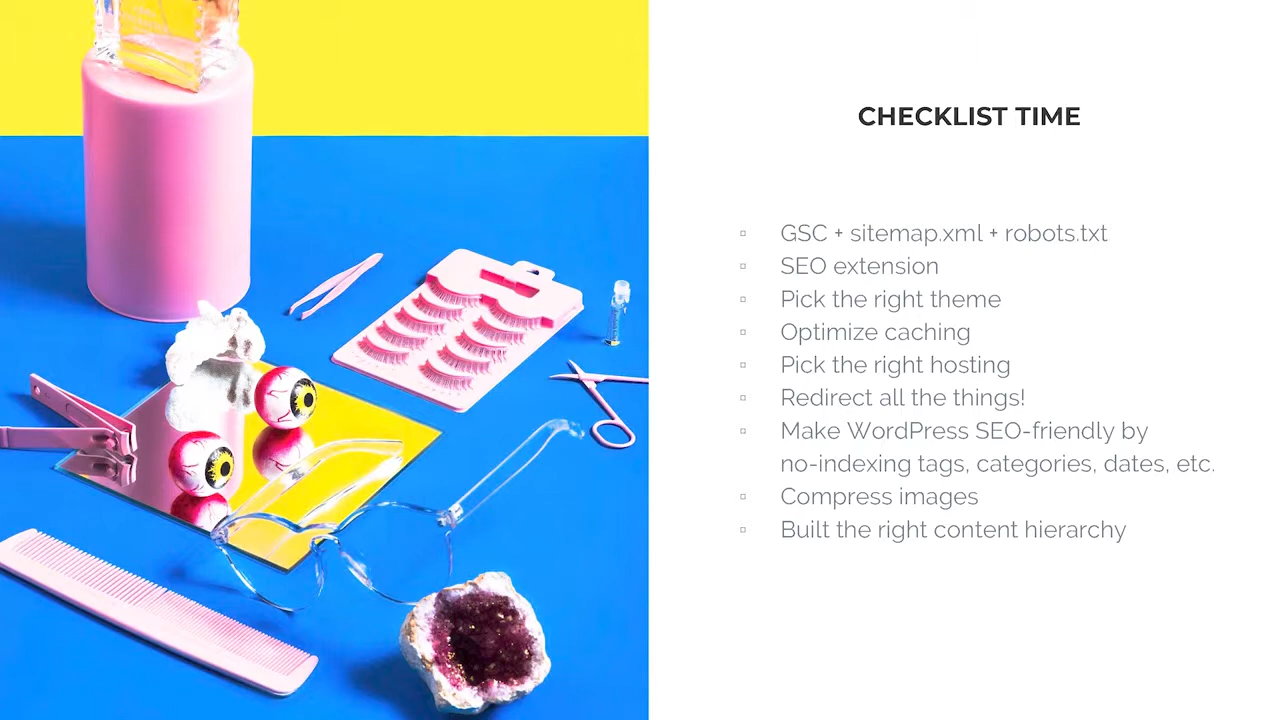 CHECKLIST TIME
▫ GSC + sitemap.xml + robots.txt
▫ SEO extension
▫ Pick the right theme
▫ Optimize caching
▫ Pick the right hosting
▫ Redirect all the things!
▫ Make WordPress SEO-friendly by
no-indexing tags, categories, dates, etc.
▫ Compress images
▫ Built the right content hierarchy